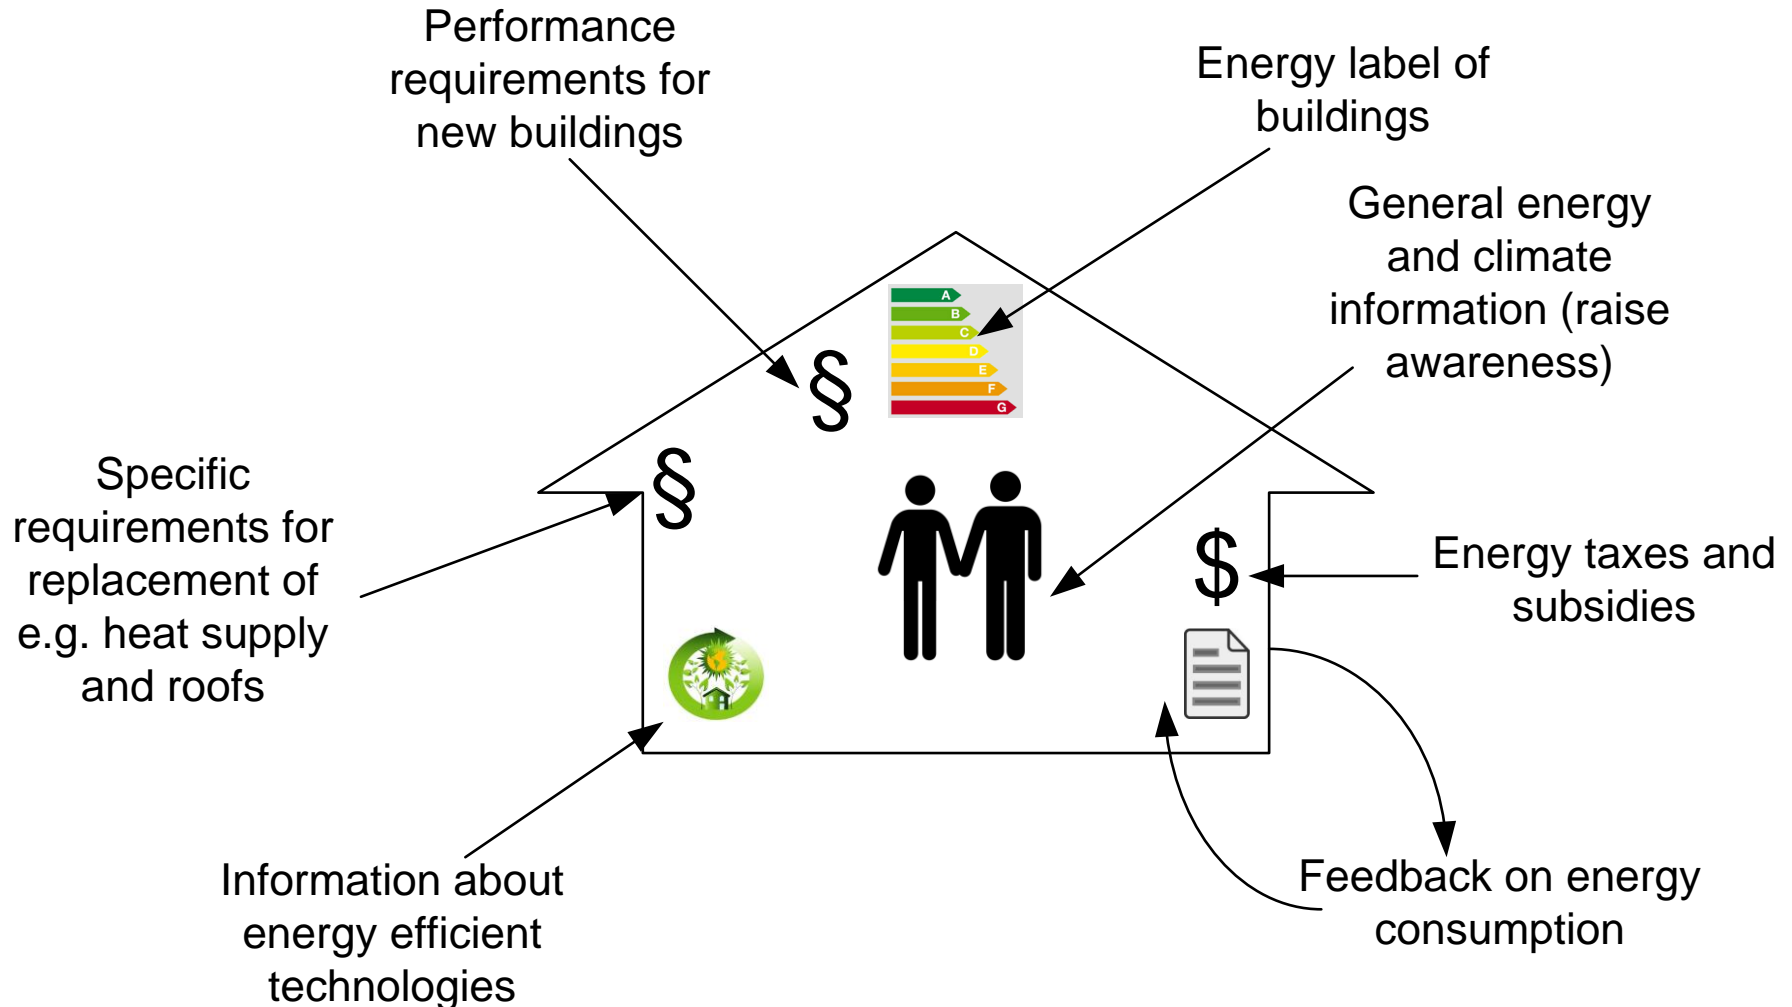 Performance
requirements for
new buildings
Energy label of
buildings
General energy
and climate
information (raise
awareness)
A
B
C
D
E
F
G
§
§
Specific
requirements for
replacement of
e.g. heat supply
and roofs
$
Energy taxes and
subsidies
Information about
energy efficient
technologies
Feedback on energy
consumption